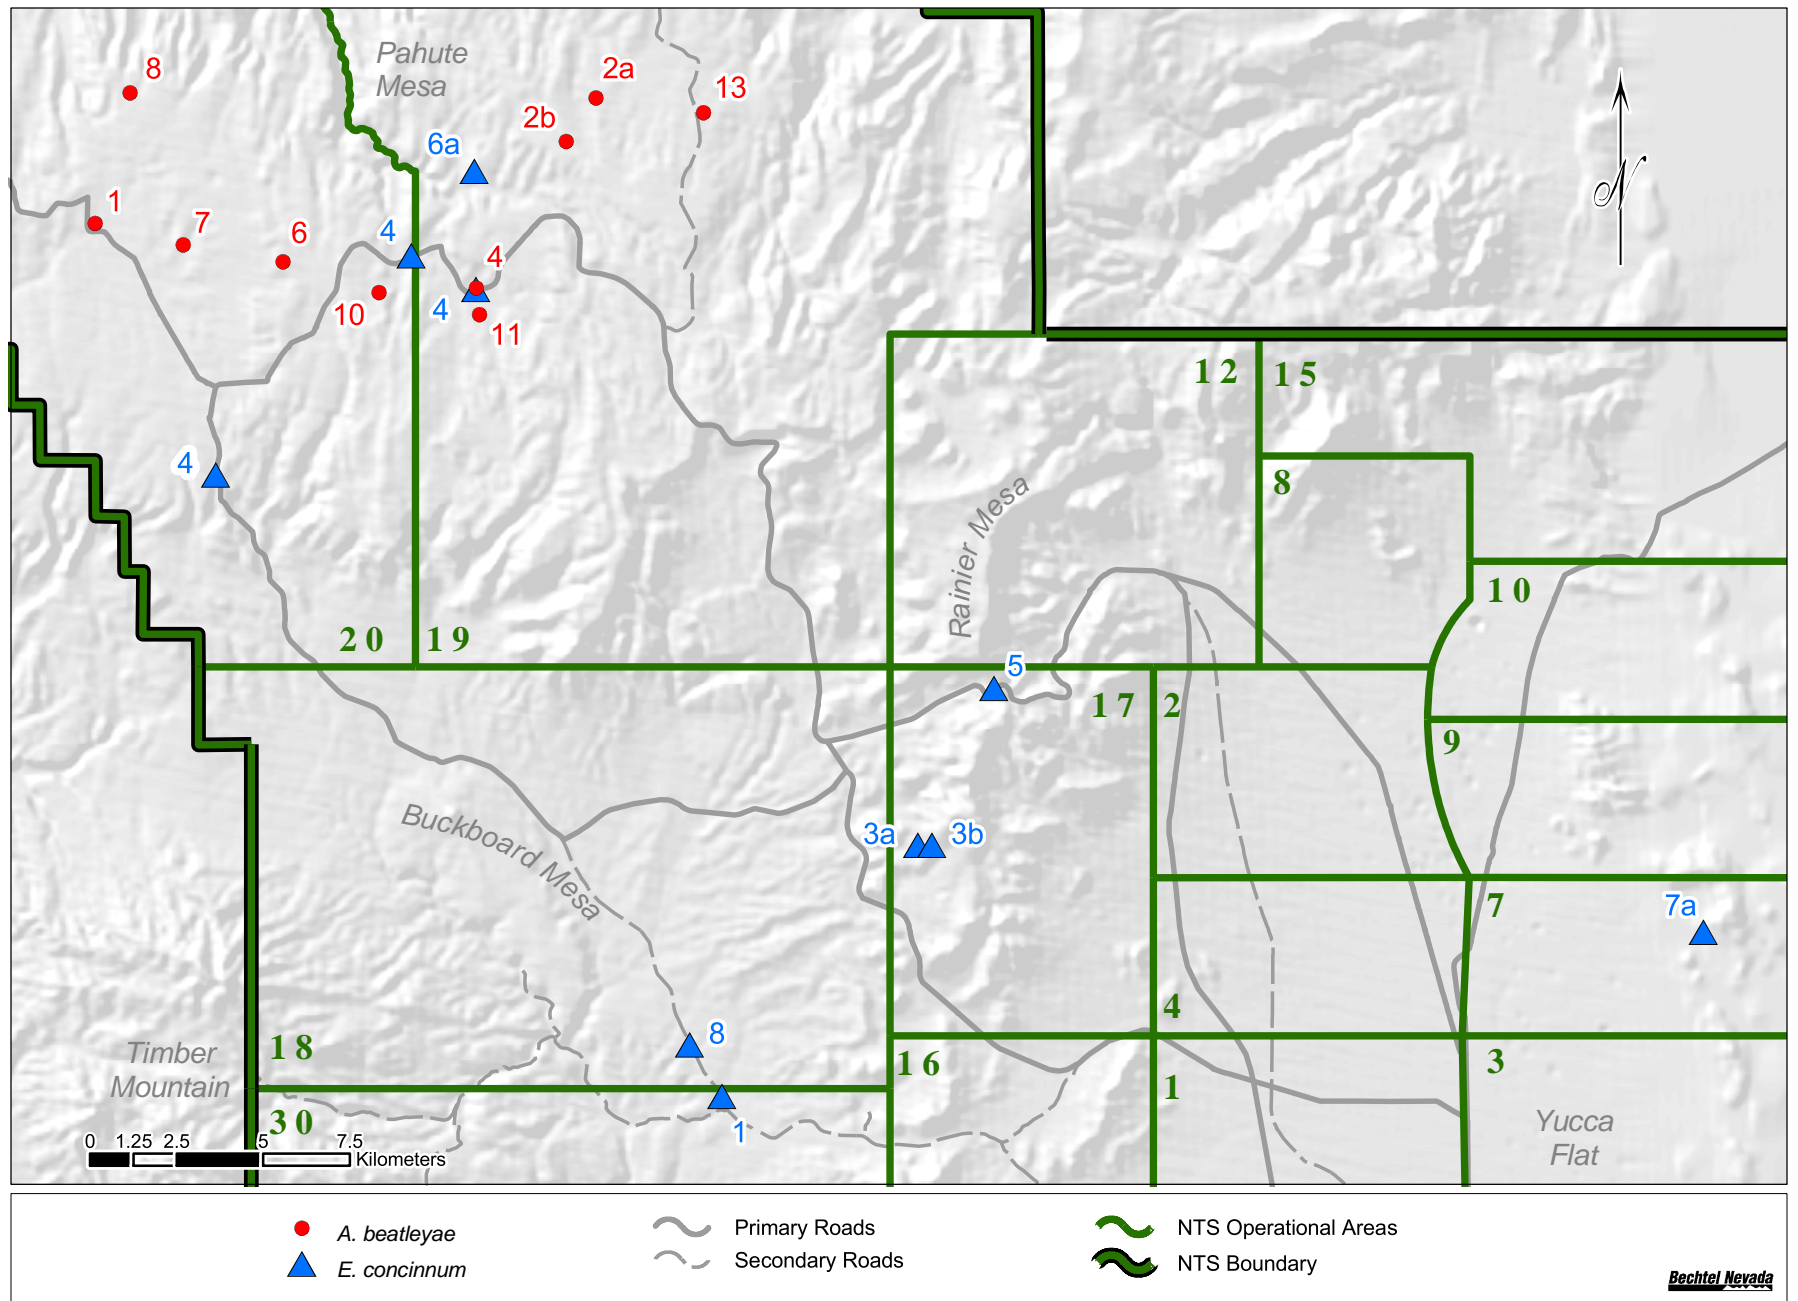 Pahute
Mesa
8
2a
13
2b
6a
1
7
6
4
4
10
4
11
12
15
4
8
Rainier Mesa
10
20
19
5
17
2
9
Buckboard Mesa
3a
3b
7
7a
4
8
18
Timber
Mountain
16
3
1
30
1
Yucca
Flat
0 1.25 2.5 5 7.5
Kilometers
N
A. beatleyae
E. concinnum
Primary Roads
Secondary Roads
NTS Operational Areas
NTS Boundary
Bechtel Nevada